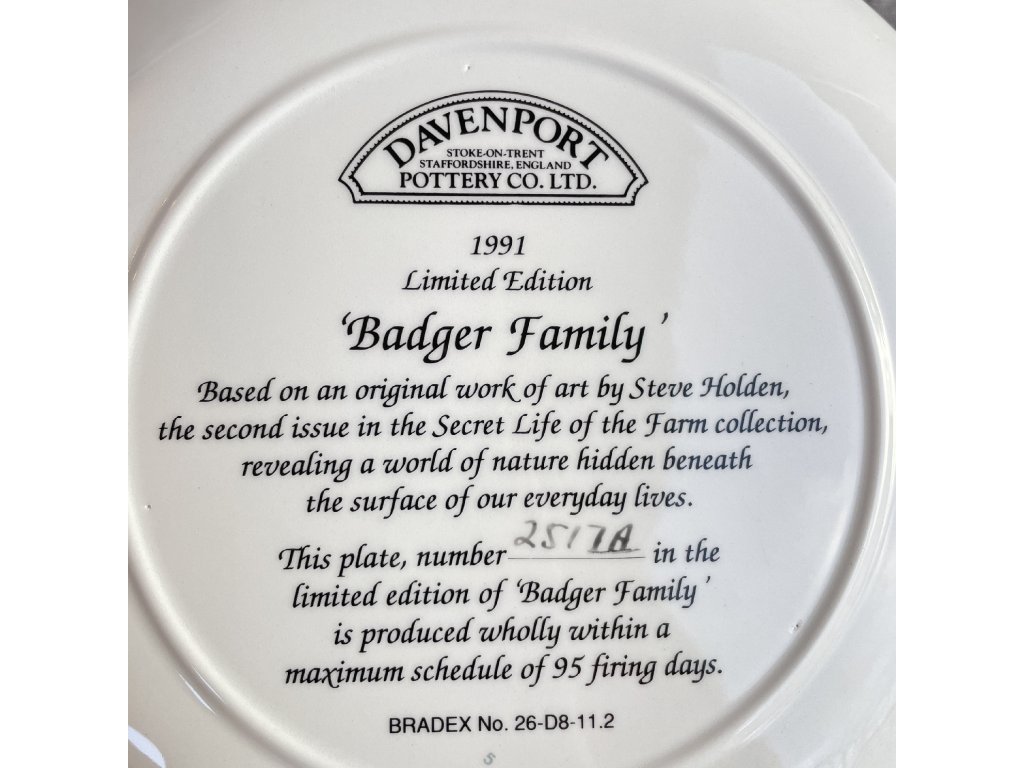 DAVENPORT
STOKE-ON-TRENT
STAFFORDSHIRE, ENGLAND
POTTERY CO. LTD.
1991
Limited Edition
‘Badger Family’
Based on an original work of art by Steve Holden,
the second issue in the Secret Life of the Farm collection,
revealing a world of nature hidden beneath
the surface of our everyday lives.
This plate, number 2517A in the
limited edition of ‘Badger Family’
is produced wholly within a
maximum schedule of 95 firing days.
BRADEX No. 26-D8-11.2
5